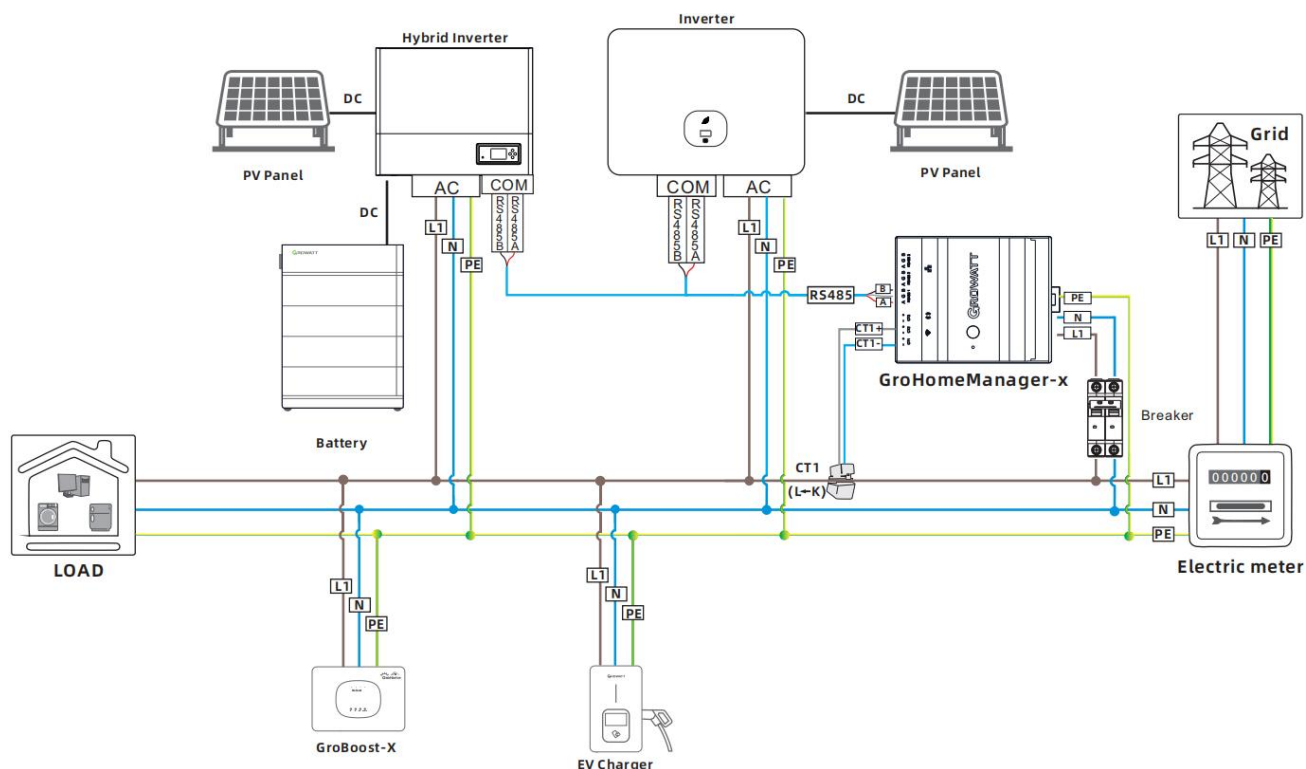 Inverter
Hybrid Inverter
DC
DC
PV Panel
PV Panel
Grid
AC
COM
COM
AC
RS485B
RS485A
RS485B
RS485A
DC
L1
N
PE
L1
N
PE
L1
N
PE
GROWATT
RS485
B
A
CT1+
CT1-
GROWATT
PE
N
L1
GroHomeManager-x
Breaker
Battery
CT1
(L←K)
L1
N
PE
000000
LOAD
Electric meter
L1
N
PE
L1
N
PE
GROWATT
GroBoost-X
EV Charger